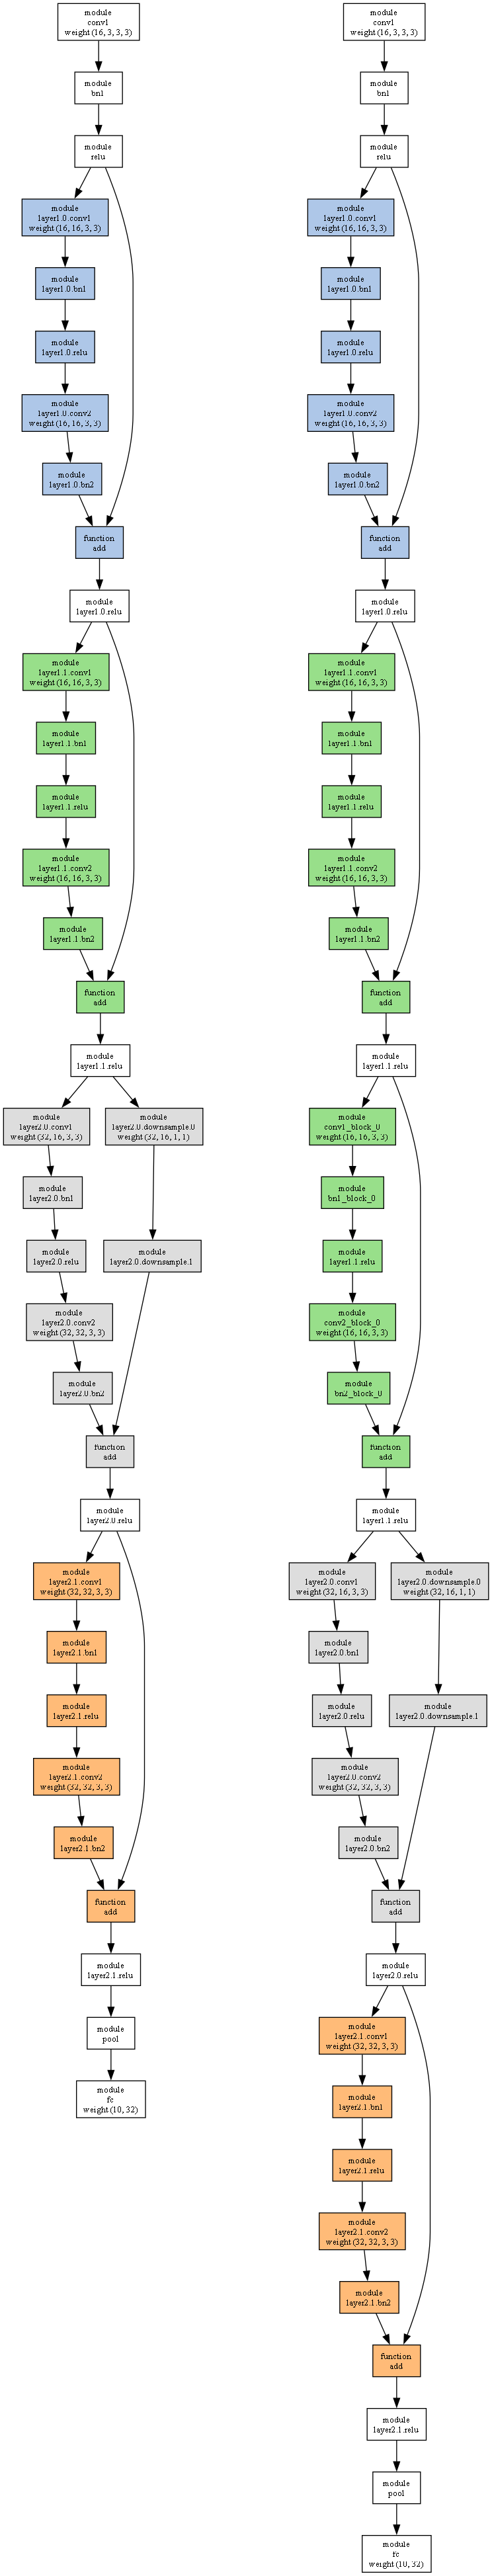 module
conv1
weight (16, 3, 3, 3)
module
bn1
module
relu
module
layer1.0.conv1
weight (16, 16, 3, 3)
module
layer1.0.bn1
module
layer1.0.relu
module
layer1.0.conv2
weight (16, 16, 3, 3)
module
layer1.0.bn2
function
add
module
layer1.0.relu
module
layer1.1.conv1
weight (16, 16, 3, 3)
module
layer1.1.bn1
module
layer1.1.relu
module
layer1.1.conv2
weight (16, 16, 3, 3)
module
layer1.1.bn2
function
add
module
layer1.1.relu
module
layer2.0.conv1
weight (32, 16, 3, 3)
module
layer2.0.downsample.0
weight (32, 16, 1, 1)
module
layer2.0.bn1
module
layer2.0.relu
module
layer2.0.downsample.1
module
layer2.0.conv2
weight (32, 32, 3, 3)
module
layer2.0.bn2
function
add
module
layer2.0.relu
module
layer2.1.conv1
weight (32, 32, 3, 3)
module
layer2.1.bn1
module
layer2.1.relu
module
layer2.1.conv2
weight (32, 32, 3, 3)
module
layer2.1.bn2
function
add
module
layer2.1.relu
module
pool
module
fc
weight (10, 32)
module
conv1
weight (16, 3, 3, 3)
module
bn1
module
relu
module
layer1.0.conv1
weight (16, 16, 3, 3)
module
layer1.0.bn1
module
layer1.0.relu
module
layer1.0.conv2
weight (16, 16, 3, 3)
module
layer1.0.bn2
function
add
module
layer1.0.relu
module
layer1.1.conv1
weight (16, 16, 3, 3)
module
layer1.1.bn1
module
layer1.1.relu
module
layer1.1.conv2
weight (16, 16, 3, 3)
module
layer1.1.bn2
function
add
module
layer1.1.relu
module
conv1_block_0
weight (16, 16, 3, 3)
module
bn1_block_0
module
layer1.1.relu
module
conv2_block_0
weight (16, 16, 3, 3)
module
bn2_block_0
function
add
module
layer1.1.relu
module
layer2.0.conv1
weight (32, 16, 3, 3)
module
layer2.0.downsample.0
weight (32, 16, 1, 1)
module
layer2.0.bn1
module
layer2.0.relu
module
layer2.0.downsample.1
module
layer2.0.conv2
weight (32, 32, 3, 3)
module
layer2.0.bn2
function
add
module
layer2.0.relu
module
layer2.1.conv1
weight (32, 32, 3, 3)
module
layer2.1.bn1
module
layer2.1.relu
module
layer2.1.conv2
weight (32, 32, 3, 3)
module
layer2.1.bn2
function
add
module
layer2.1.relu
module
pool
module
fc
weight (10, 32)